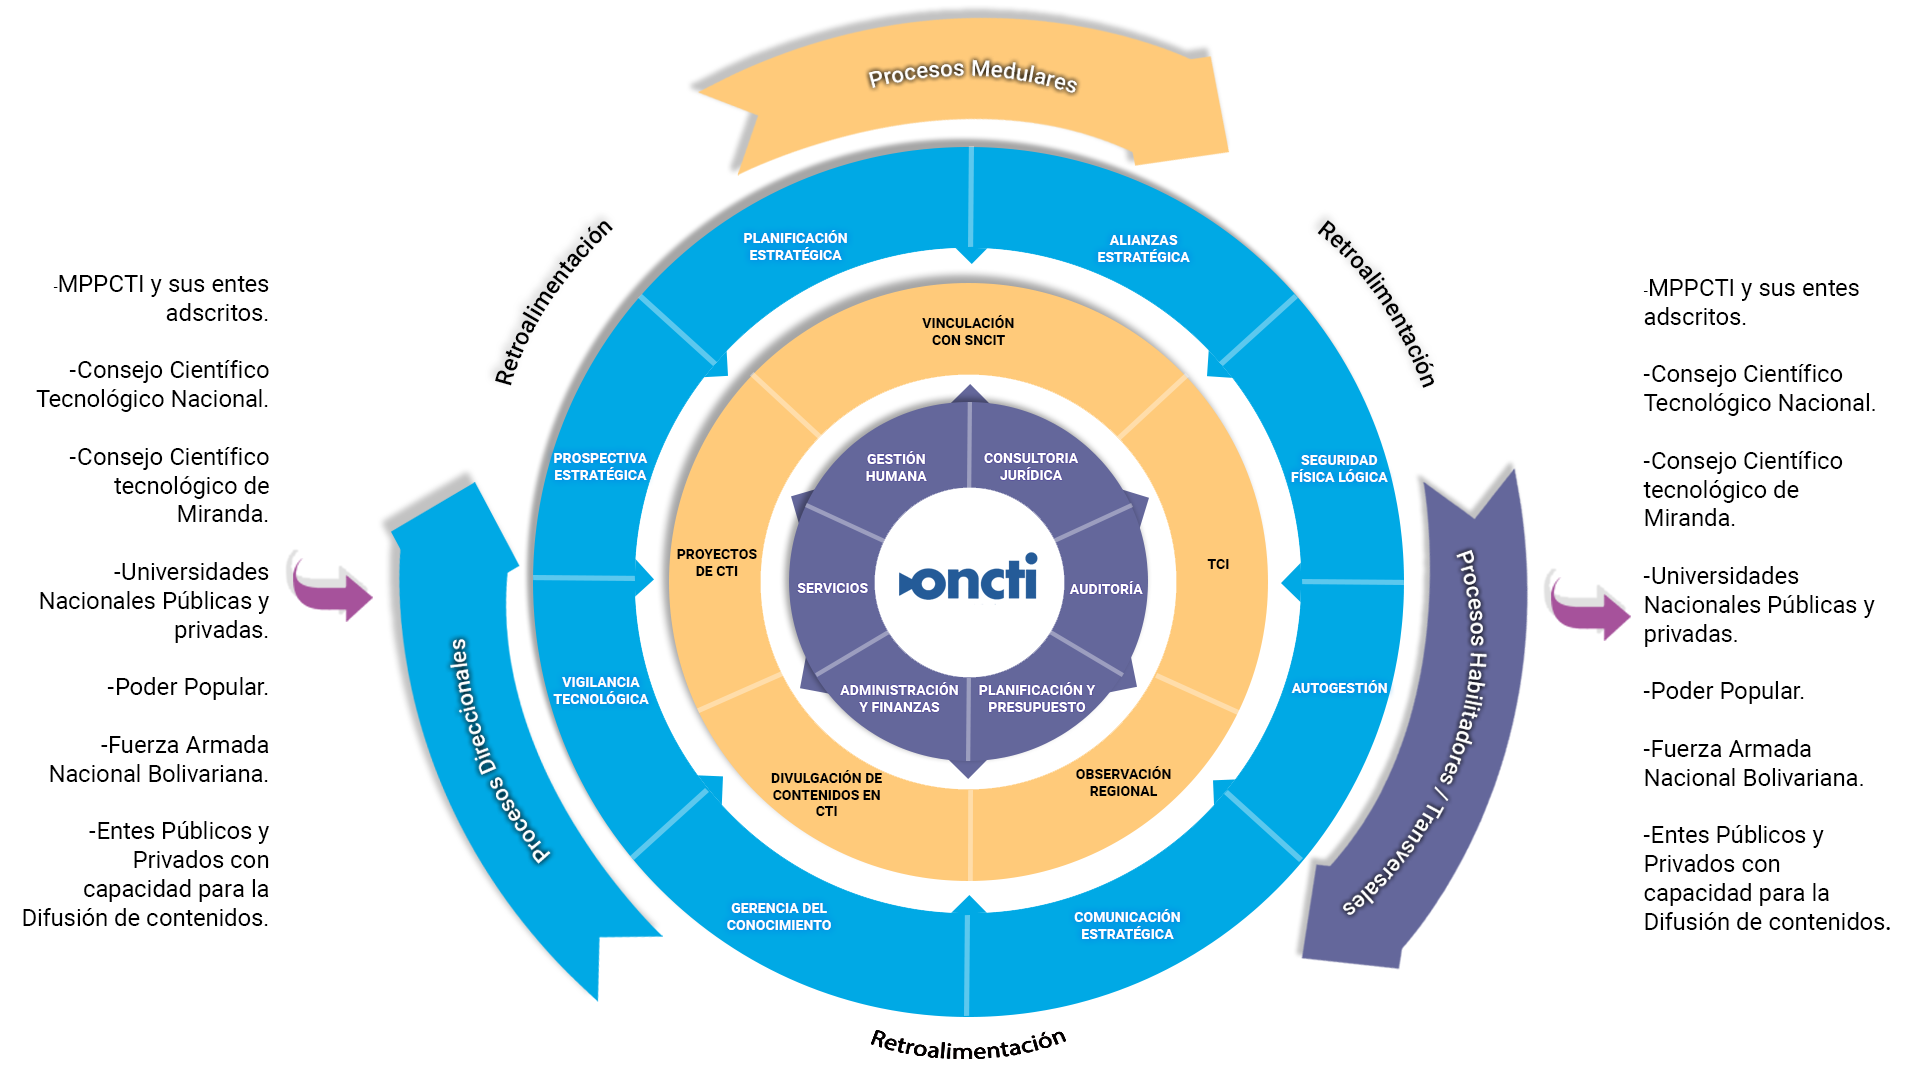 Procesos Medulares
Retroalimentación
Retroalimentación
-MPPCTI y sus entes
adscritos.
-Consejo Científico
Tecnológico Nacional.
-Consejo Científico
tecnológico de
Miranda.
-Universidades
Nacionales Públicas y
privadas.
-Poder Popular.
-Fuerza Armada
Nacional Bolivariana.
-Entes Públicos y
Privados con
capacidad para la
Difusión de contenidos.
Procesos Direccionales
PLANIFICACIÓN
ESTRATÉGICA
ALIANZAS
ESTRATÉGICA
PROSPECTIVA
ESTRATÉGICA
SEGURIDAD
FÍSICA LÓGICA
VIGILANCIA
TECNOLÓGICA
AUTOGESTIÓN
GERENCIA DEL
CONOCIMIENTO
COMUNICACIÓN
ESTRATÉGICA
VINCULACIÓN
CON SNCIT
PROYECTOS
DE CTI
TCI
DIVULGACIÓN DE
CONTENIDOS EN
CTI
OBSERVACIÓN
REGIONAL
GESTIÓN
HUMANA
CONSULTORIA
JURÍDICA
SERVICIOS
AUDITORÍA
ADMINISTRACIÓN
Y FINANZAS
PLANIFICACIÓN Y
PRESUPUESTO
oncti
Procesos Habilitadores / Transversales
-MPPCTI y sus entes
adscritos.
-Consejo Científico
Tecnológico Nacional.
-Consejo Científico
tecnológico de
Miranda.
-Universidades
Nacionales Públicas y
privadas.
-Poder Popular.
-Fuerza Armada
Nacional Bolivariana.
-Entes Públicos y
Privados con
capacidad para la
Difusión de contenidos.
Retroalimentación